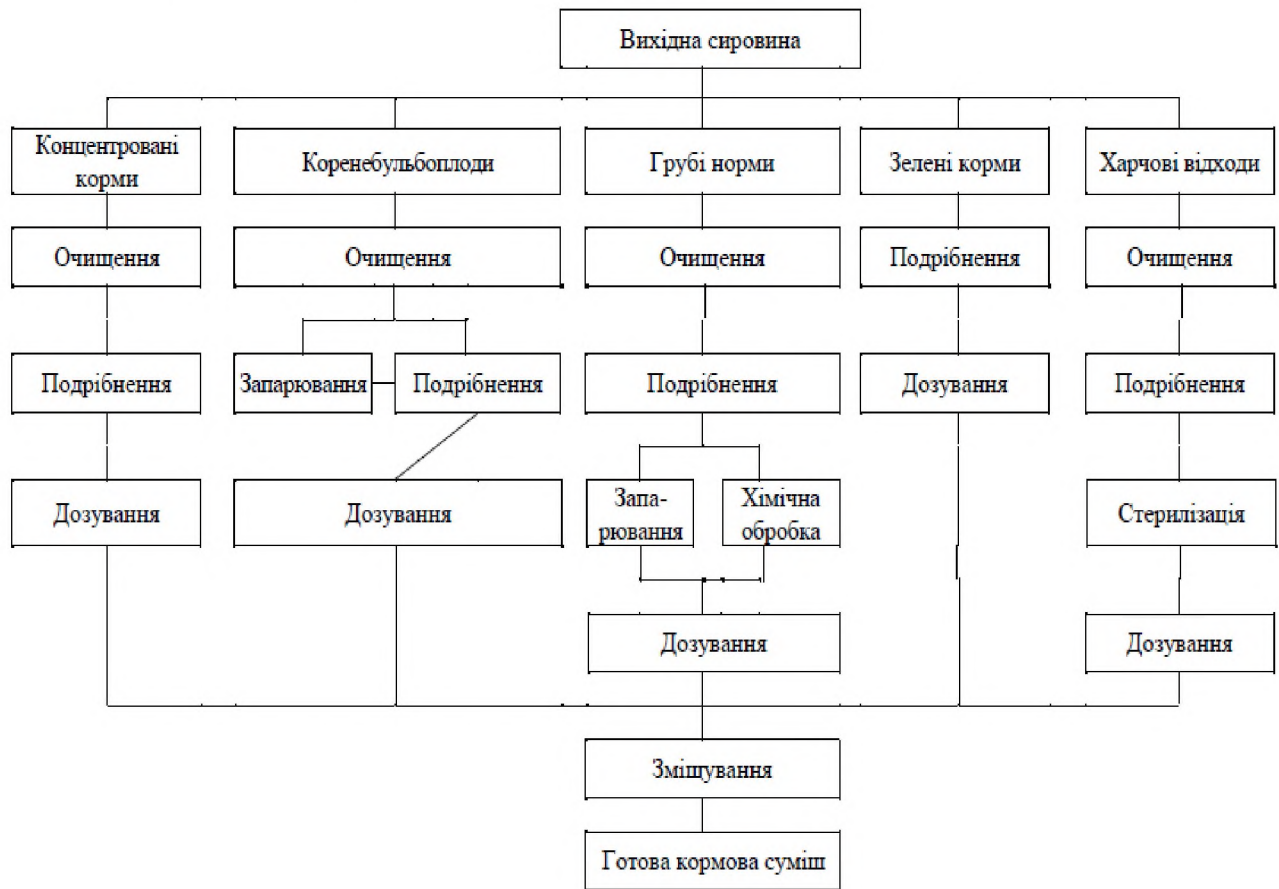 Вихідна сировина
Концентровані
корми
Коренебульбоплоди
Грубі норми
Зелені корми
Харчові відходи
Очищення
Очищення
Очищення
Подрібнення
Очищення
Подрібнення
Запарювання
Подрібнення
Подрібнення
Дозування
Подрібнення
Дозування
Дозування
Запа-
рювання
Хімічна
обробка
Стерилізація
Дозування
Дозування
Змішування
Готова кормова суміш